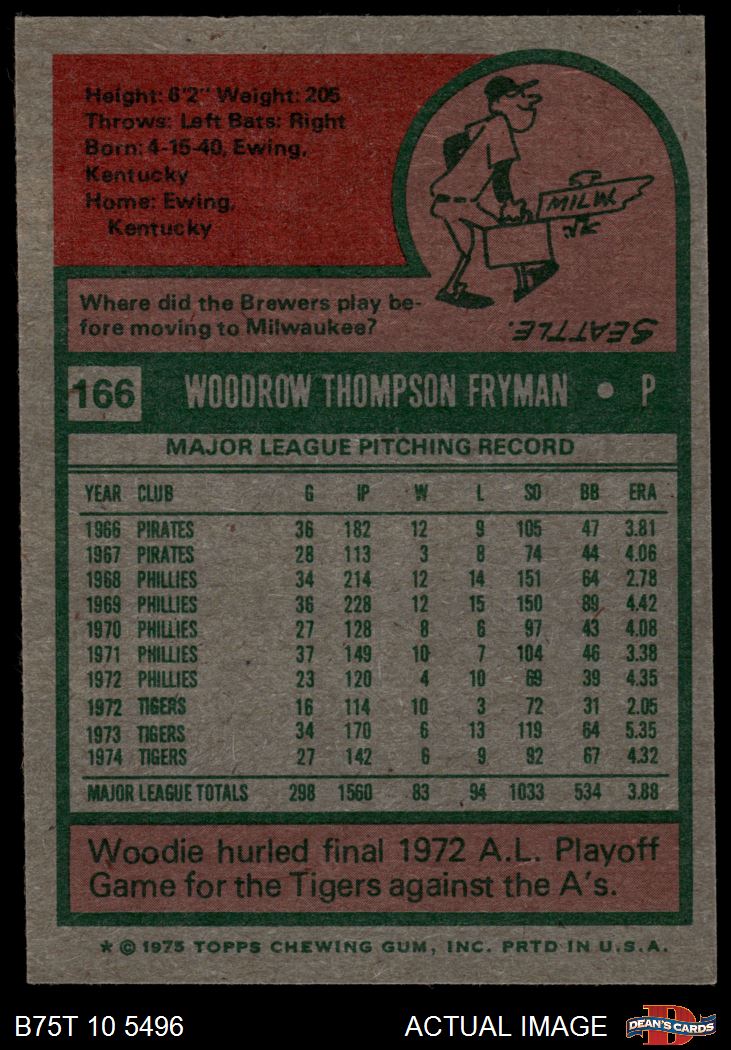 Height: 6'2" Weight: 205
Throws: Left Bats: Right
Born: 4-15-40, Ewing,
Kentucky
Home: Ewing,
Kentucky
MILW.
Where did the Brewers play be-
fore moving to Milwaukee?
SEATTLE.
166 WOODROW THOMPSON FRYMAN • P
MAJOR LEAGUE PITCHING RECORD
YEAR CLUB G IP W L SO BB ERA
1966 PIRATES 36 182 12 9 105 47 3.81
1967 PIRATES 28 113 3 8 74 44 4.06
1968 PHILLIES 34 214 12 14 151 64 2.78
1969 PHILLIES 36 228 12 15 150 89 4.42
1970 PHILLIES 27 128 8 6 97 43 4.08
1971 PHILLIES 37 149 10 7 104 46 3.38
1972 PHILLIES 23 120 4 10 69 39 4.35
1972 TIGERS 16 114 10 3 72 31 2.05
1973 TIGERS 34 170 6 13 119 64 5.35
1974 TIGERS 27 142 6 9 92 67 4.32
MAJOR LEAGUE TOTALS 298 1560 83 94 1033 534 3.88
Woodie hurled final 1972 A.L. Playoff
Game for the Tigers against the A's.
* © 1975 TOPPS CHEWING GUM, INC. PRTD IN U.S.A.
B75T 10 5496 ACTUAL IMAGE D DEAN'S CARDS